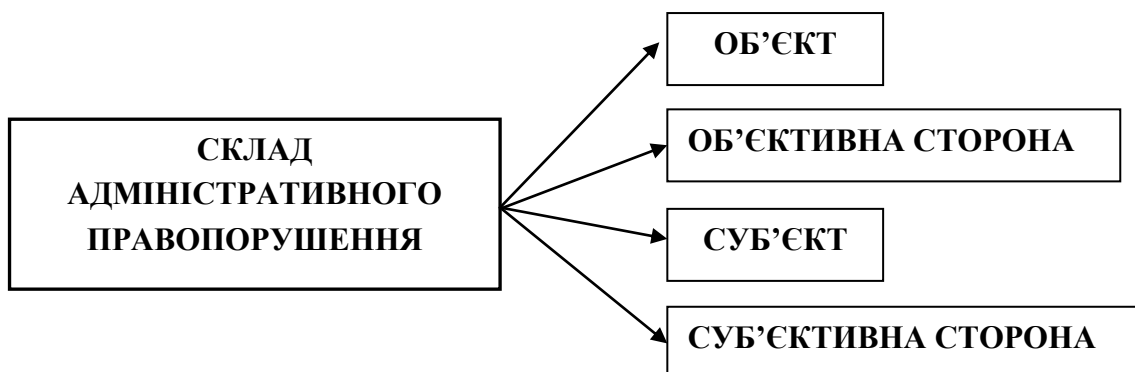 СКЛАД
АДМІНІСТРАТИВНОГО
ПРАВОПОРУШЕННЯ
ОБ’ЄКТ
ОБ’ЄКТИВНА СТОРОНА
СУБ’ЄКТ
СУБ’ЄКТИВНА СТОРОНА